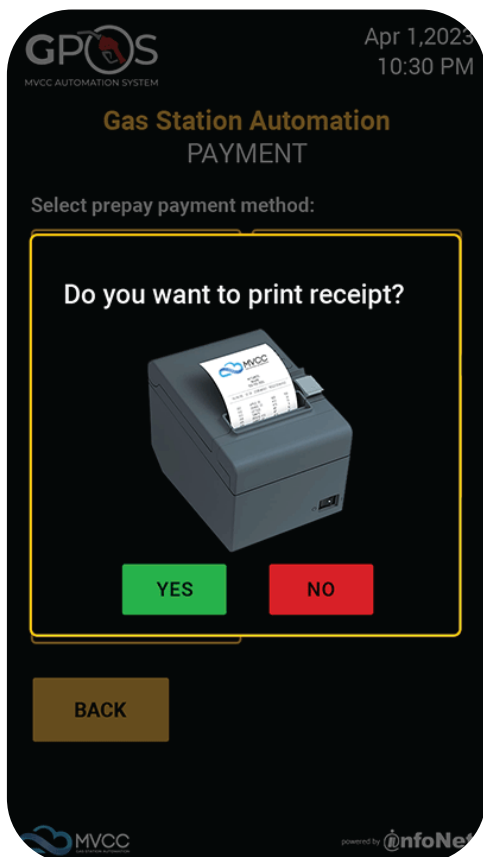 GPOS
MVCC AUTOMATION SYSTEM
Apr 1,2023
10:30 PM
Gas Station Automation
PAYMENT
Select prepay payment method:
Do you want to print receipt?
MVCC
YES
NO
BACK
MVCC
GAS STATION AUTOMATION
powered by infoNet